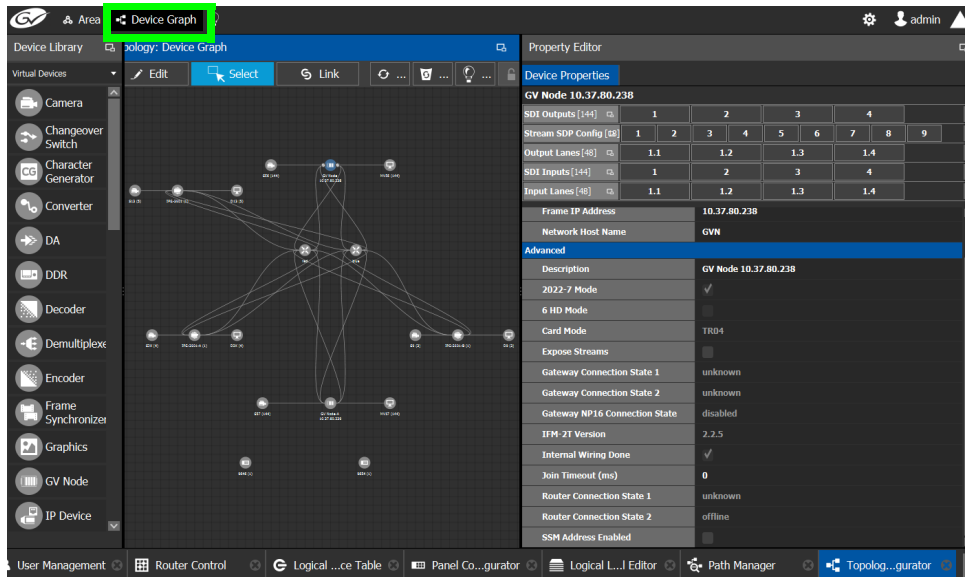 GV Area Device Graph admin
Device Library
pology: Device Graph
Property Editor
Virtual Devices
Edit Select Link ... ... ...
Camera
Changeover
Switch
Character
Generator
CG
Converter
DA
DDR
Decoder
Demultiplexe
Encoder
Frame
Synchronizer
Graphics
GV Node
IP Device
Device Properties
GV Node 10.37.80.238
SDI Outputs [144] 1 2 3 4
Stream SDP Config 1 2 3 4 5 6 7 8 9
Output Lanes [48] 1.1 1.2 1.3 1.4
SDI Inputs [144] 1 2 3 4
Input Lanes [48] 1.1 1.2 1.3 1.4
Frame IP Address 10.37.80.238
Network Host Name GVN
Advanced
Description GV Node 10.37.80.238
2022-7 Mode
6 HD Mode
Card Mode TR04
Expose Streams
Gateway Connection State 1 unknown
Gateway Connection State 2 unknown
Gateway NP16 Connection State disabled
IFM-2T Version 2.2.5
Internal Wiring Done
Join Timeout (ms) 0
Router Connection State 1 unknown
Router Connection State 2 offline
SSM Address Enabled
User Management Router Control Logical ...ce Table Panel Co...gurator Logical L...l Editor Path Manager Topolog...gurator